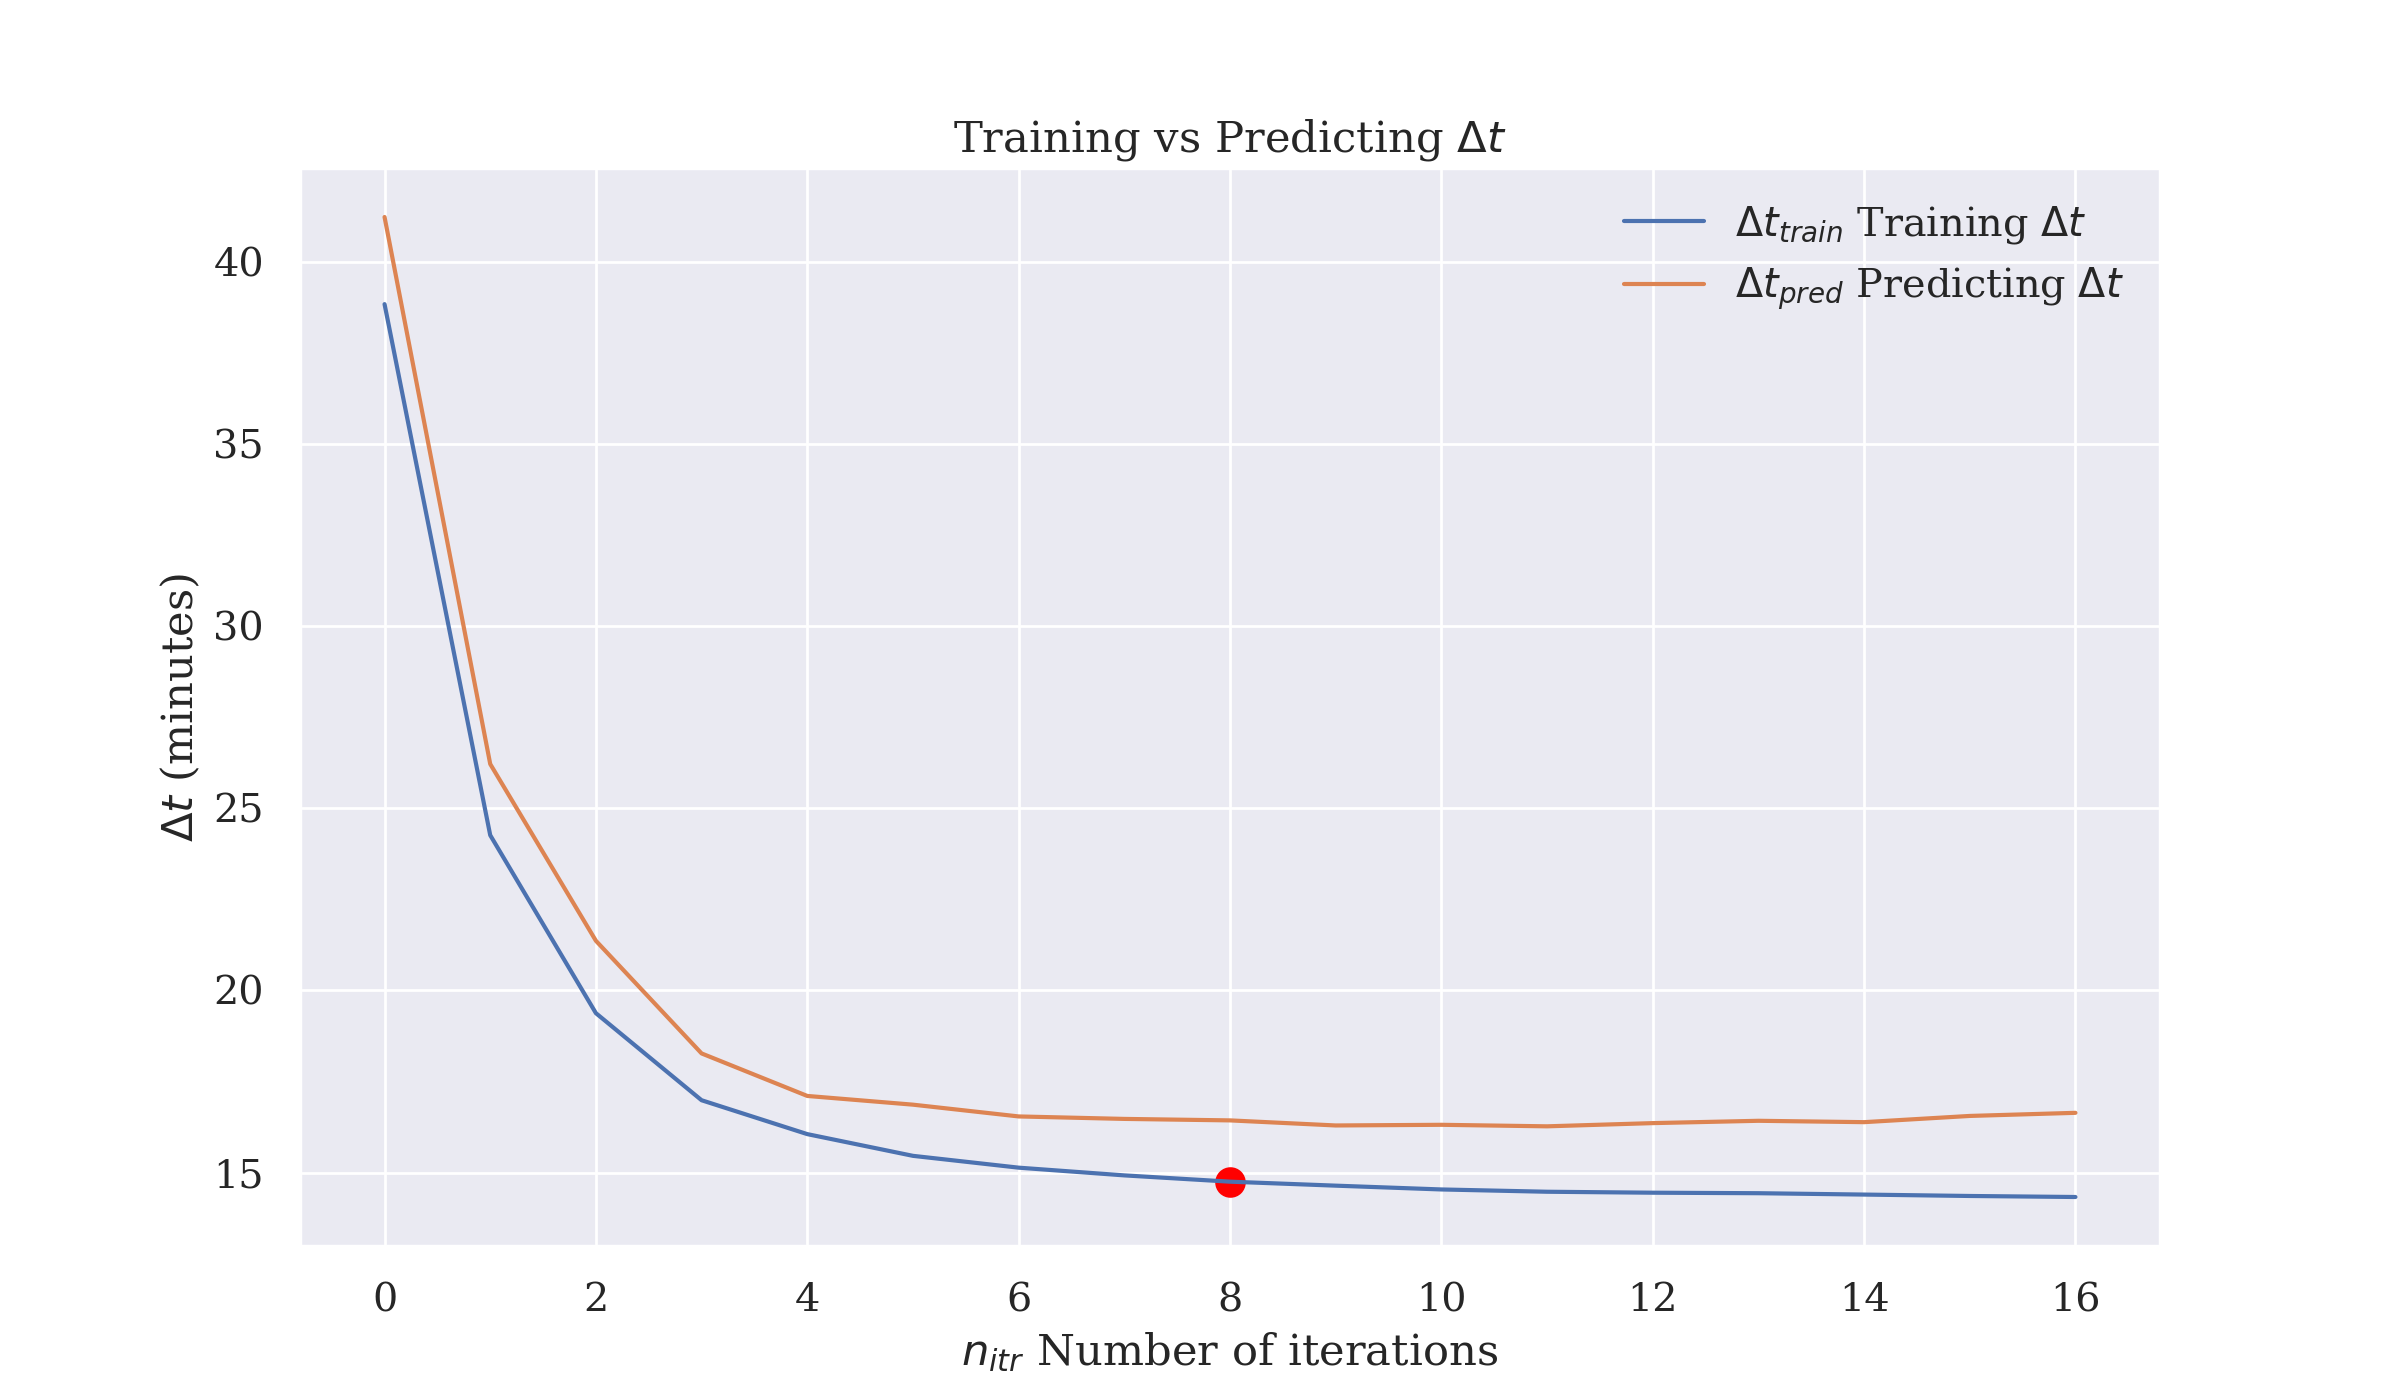 Training vs Predicting Δt
Δt_train Training Δt
Δt_pred Predicting Δt
Δt (minutes)
40
35
30
25
20
15
0 2 4 6 8 10 12 14 16
n_itr Number of iterations